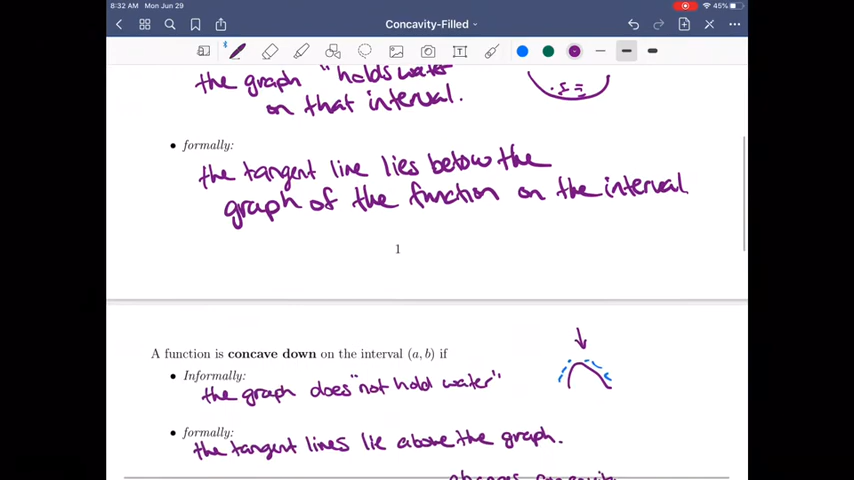 8:32 AM Mon Jun 29
45%
Concavity-Filled
the graph "holds water"
on that interval.
formally:
the tangent line lies below the
graph of the function on the interval
1
A function is concave down on the interval (a, b) if
Informally:
the graph does "not hold water"
formally:
the tangent lines lie above the graph.
changes concavity